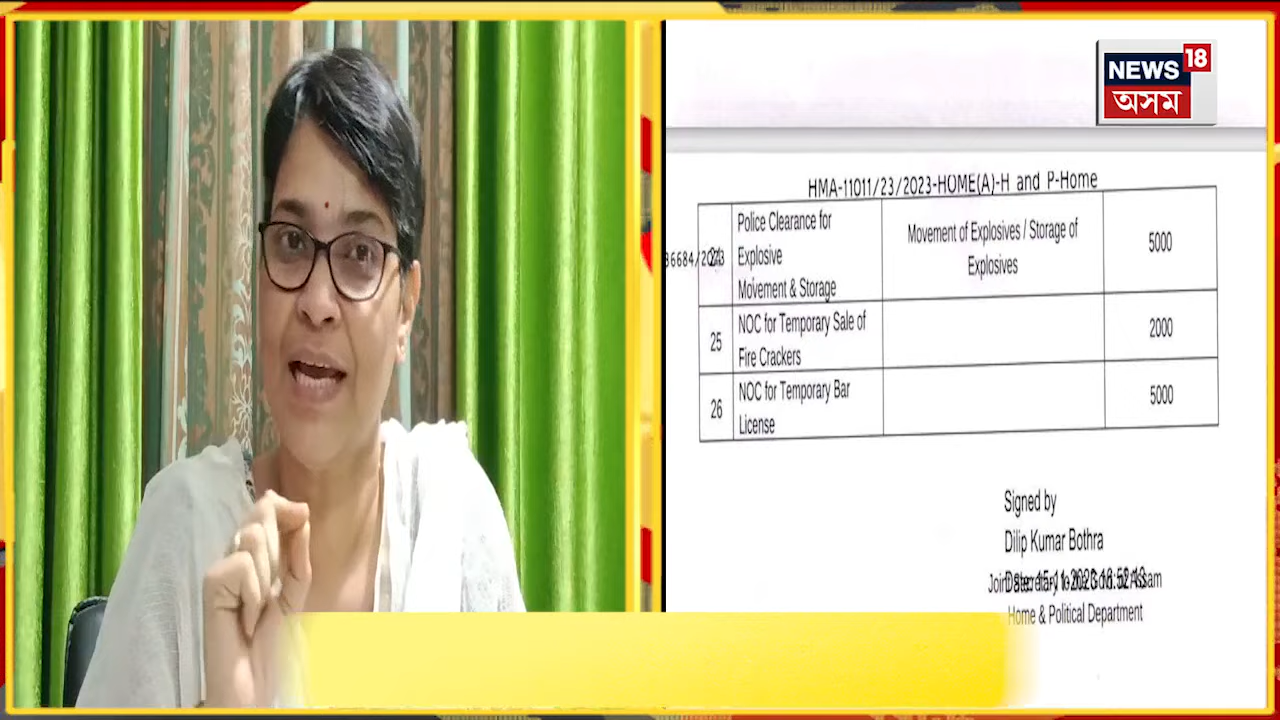 NEWS 18
অসম
HMA-11011/23/2023-HOME(A)-H and P-Home
Police Clearance for
Explosive
Movement & Storage
Movement of Explosives / Storage of
Explosives
5000
25
NOC for Temporary Sale of
Fire Crackers
2000
26
NOC for Temporary Bar
License
5000
Signed by
Dilip Kumar Bothra
Home & Political Department